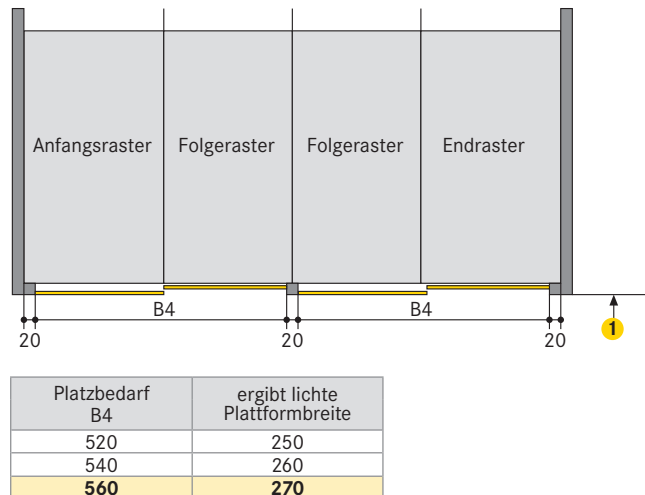 Anfangsraster Folgeraster Folgeraster Endraster
B4 B4
20 20 20
1
Platzbedarf B4 ergibt lichte Plattformbreite
520 250
540 260
560 270